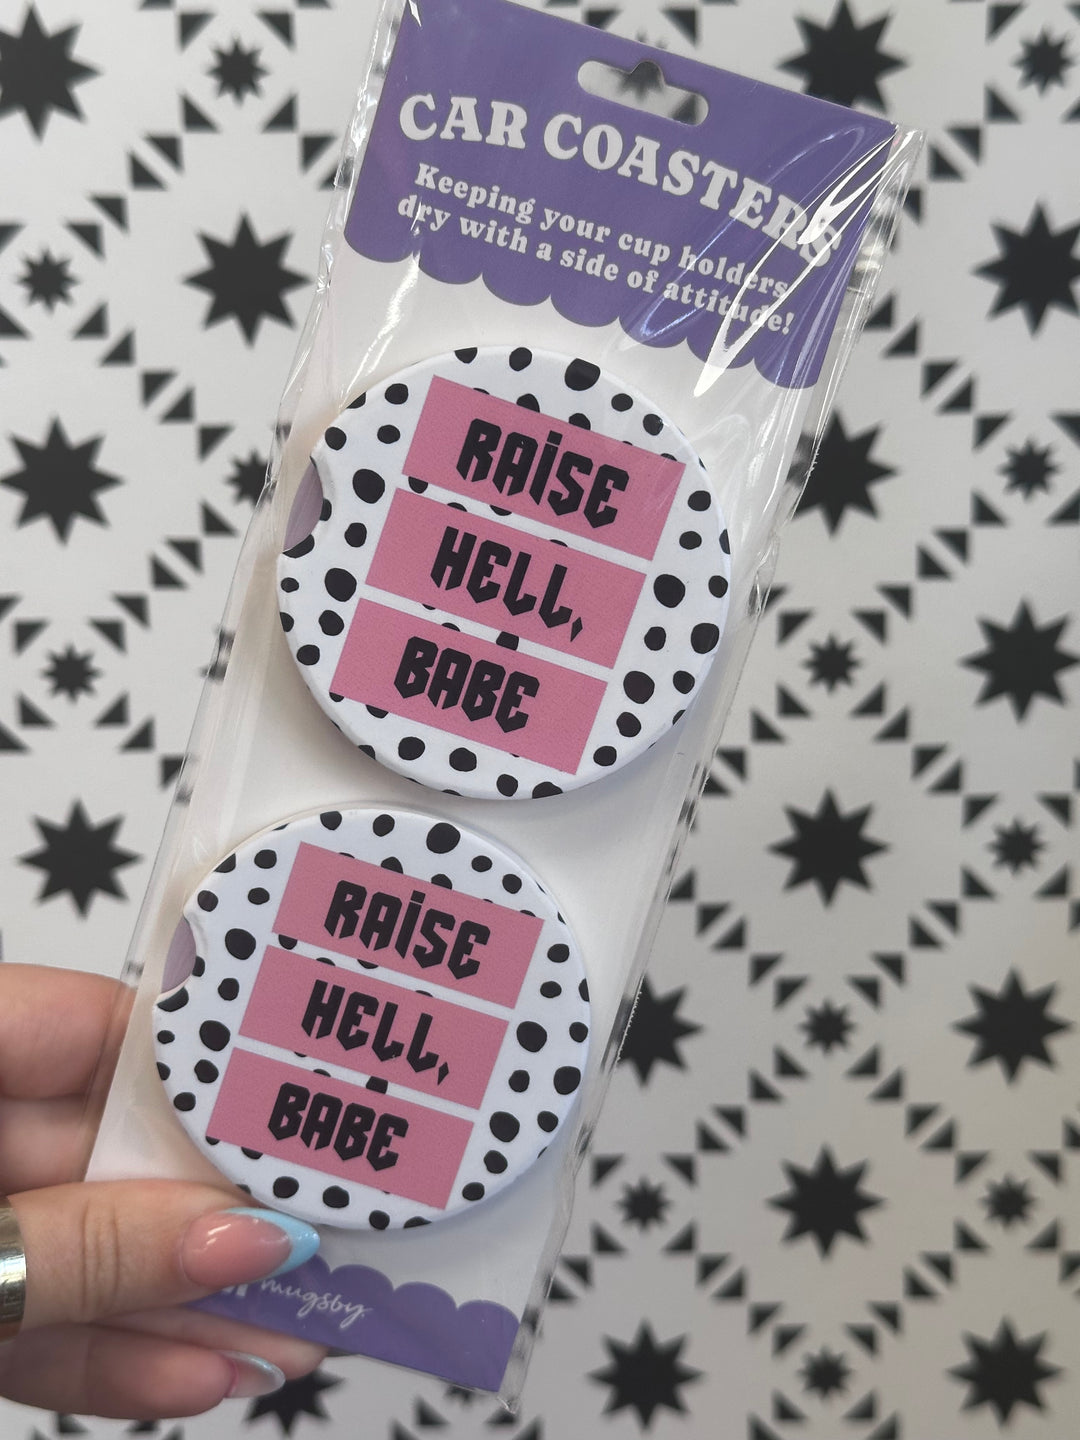 CAR COASTERS
Keeping your cup holders
dry with a side of attitude!
RAISE
HELL,
BABE
RAISE
HELL,
BABE
mugsby